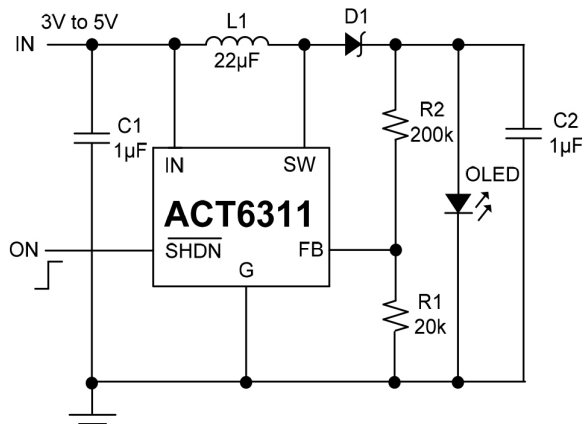 3V to 5V
IN
L1
22µF
D1
C1
1µF
R2
200k
C2
1µF
OLED
IN
SW
ACT6311
ON
SHDN
FB
G
R1
20k